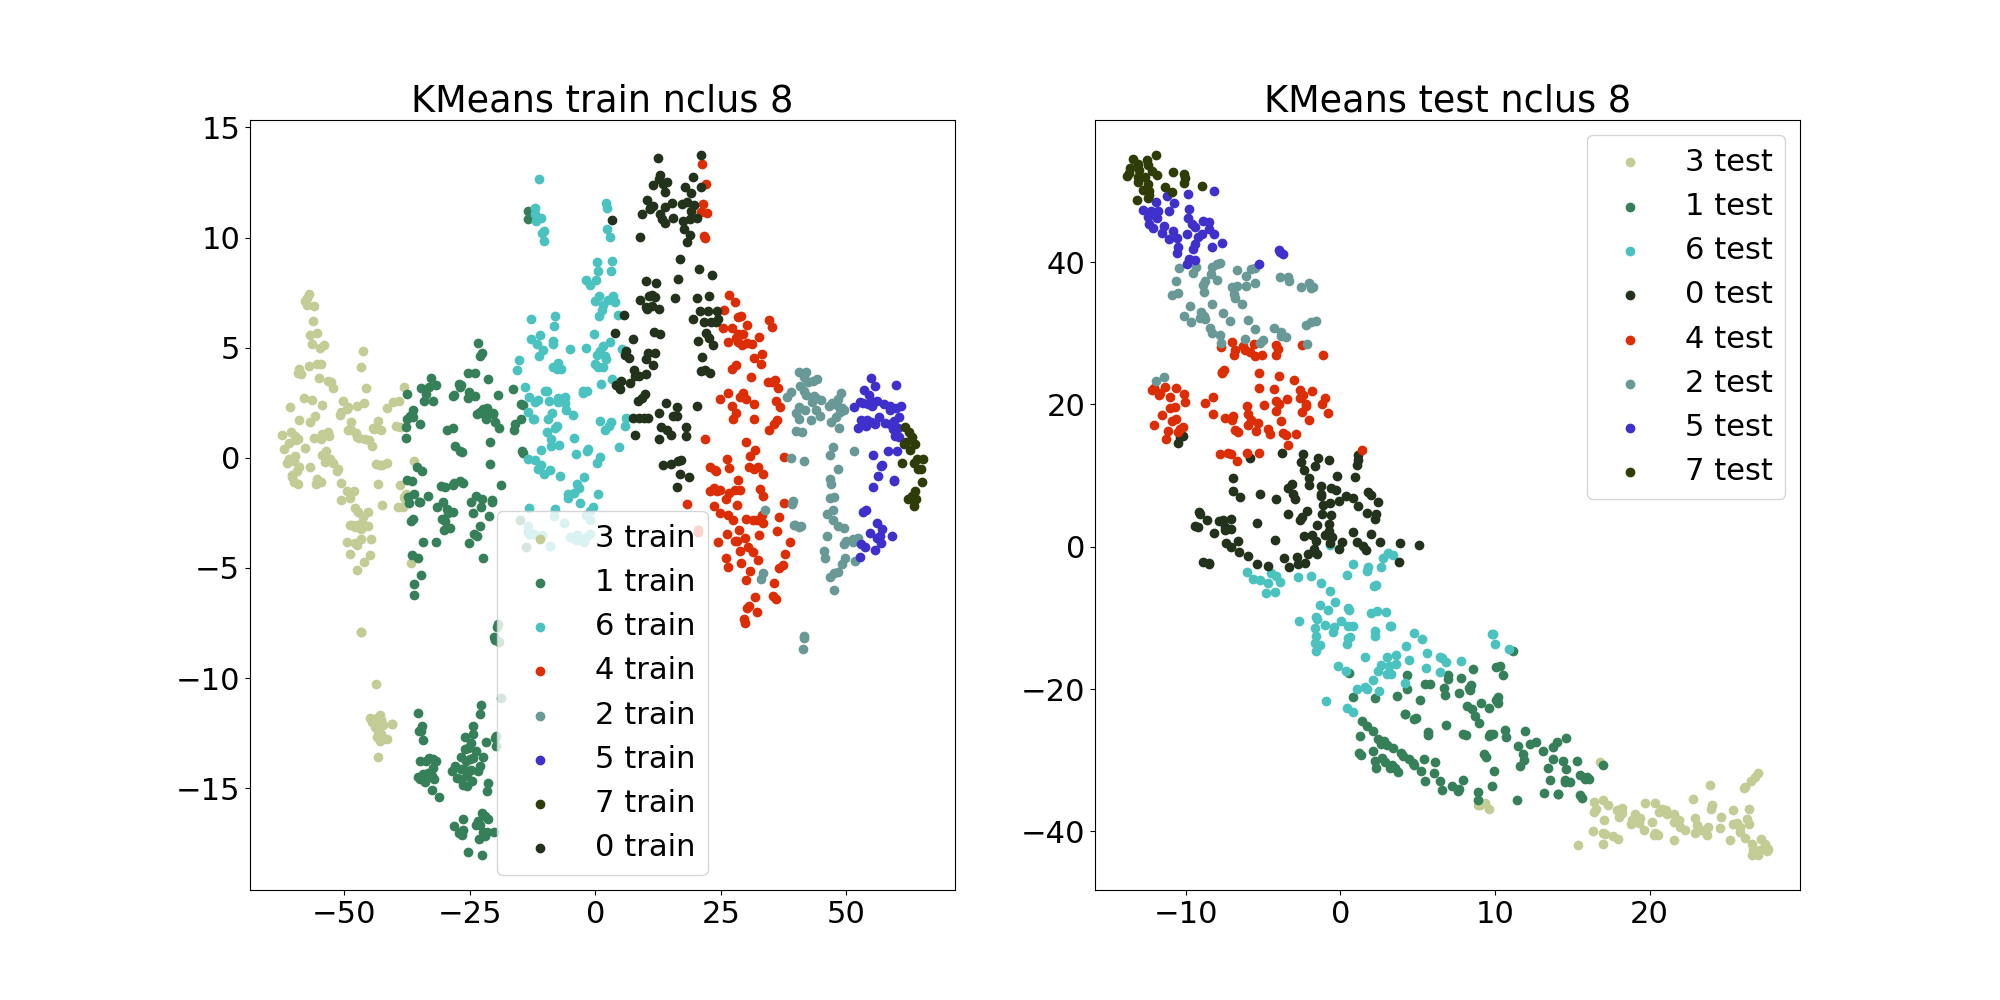 KMeans train nclus 8
15
10
5
0
−5
−10
−15
−50
−25
0
25
50
3 train
1 train
6 train
4 train
2 train
5 train
7 train
0 train
KMeans test nclus 8
40
20
0
−20
−40
−10
0
10
20
3 test
1 test
6 test
0 test
4 test
2 test
5 test
7 test